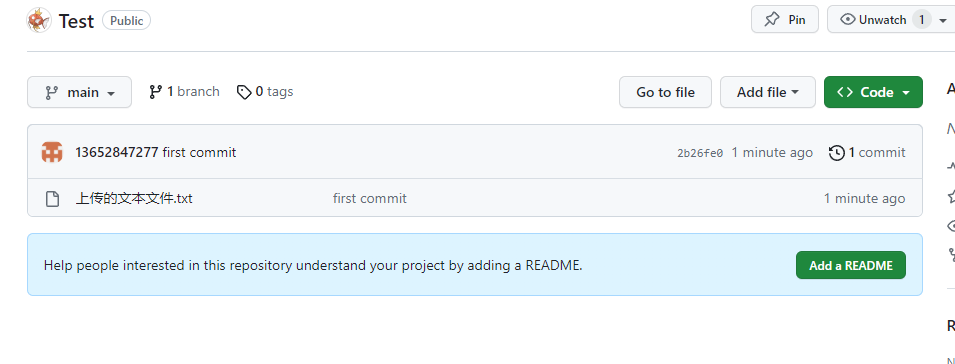 Test Public Pin Unwatch 1
main 1 branch 0 tags Go to file Add file Code
13652847277 first commit 2b26fe0 1 minute ago 1 commit
上传的文本文件.txt first commit 1 minute ago
Help people interested in this repository understand your project by adding a README. Add a README